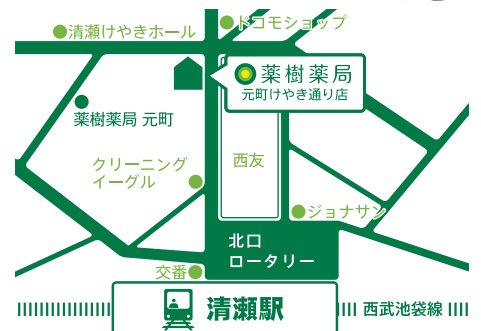 ドコモショップ
清瀬けやきホール
薬樹薬局
元町けやき通り店
薬樹薬局 元町
クリーニング
イーグル
西友
ジョナサン
北口
ロータリー
交番
清瀬駅
西武池袋線